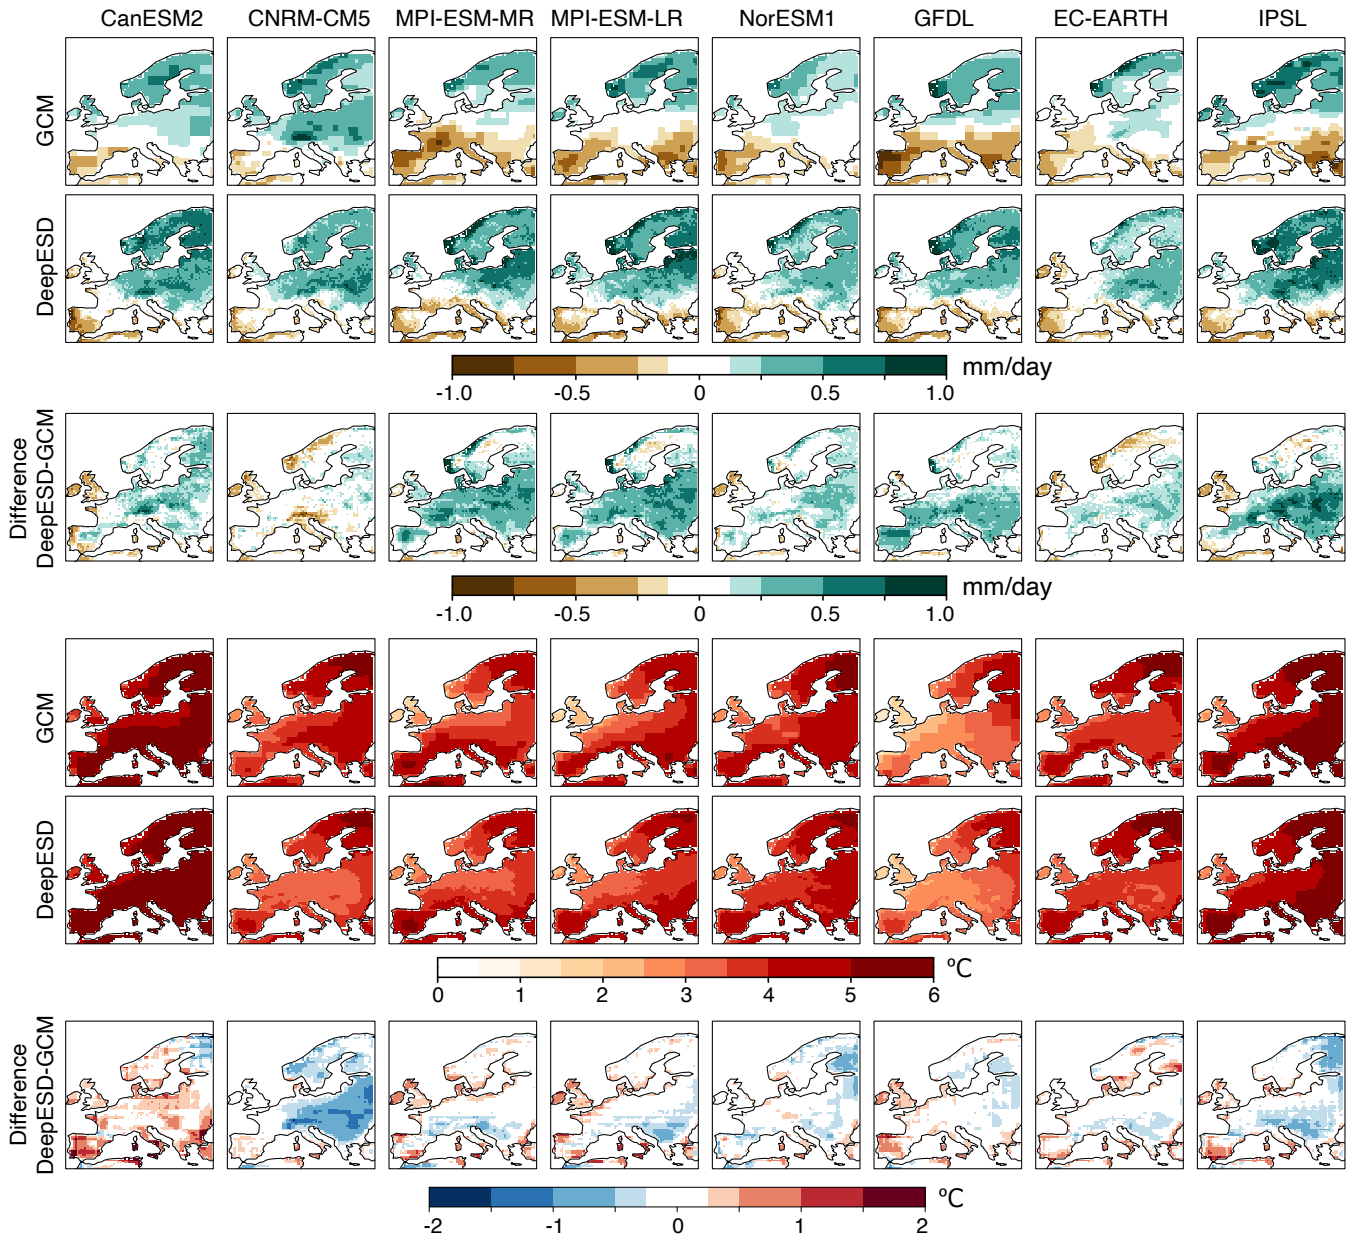 CanESM2 CNRM-CM5 MPI-ESM-MR MPI-ESM-LR NorESM1 GFDL EC-EARTH IPSL
GCM
DeepESD
mm/day
-1.0 -0.5 0 0.5 1.0
Difference
DeepESD-GCM
mm/day
-1.0 -0.5 0 0.5 1.0
GCM
DeepESD
ºC
0 1 2 3 4 5 6
Difference
DeepESD-GCM
ºC
-2 -1 0 1 2